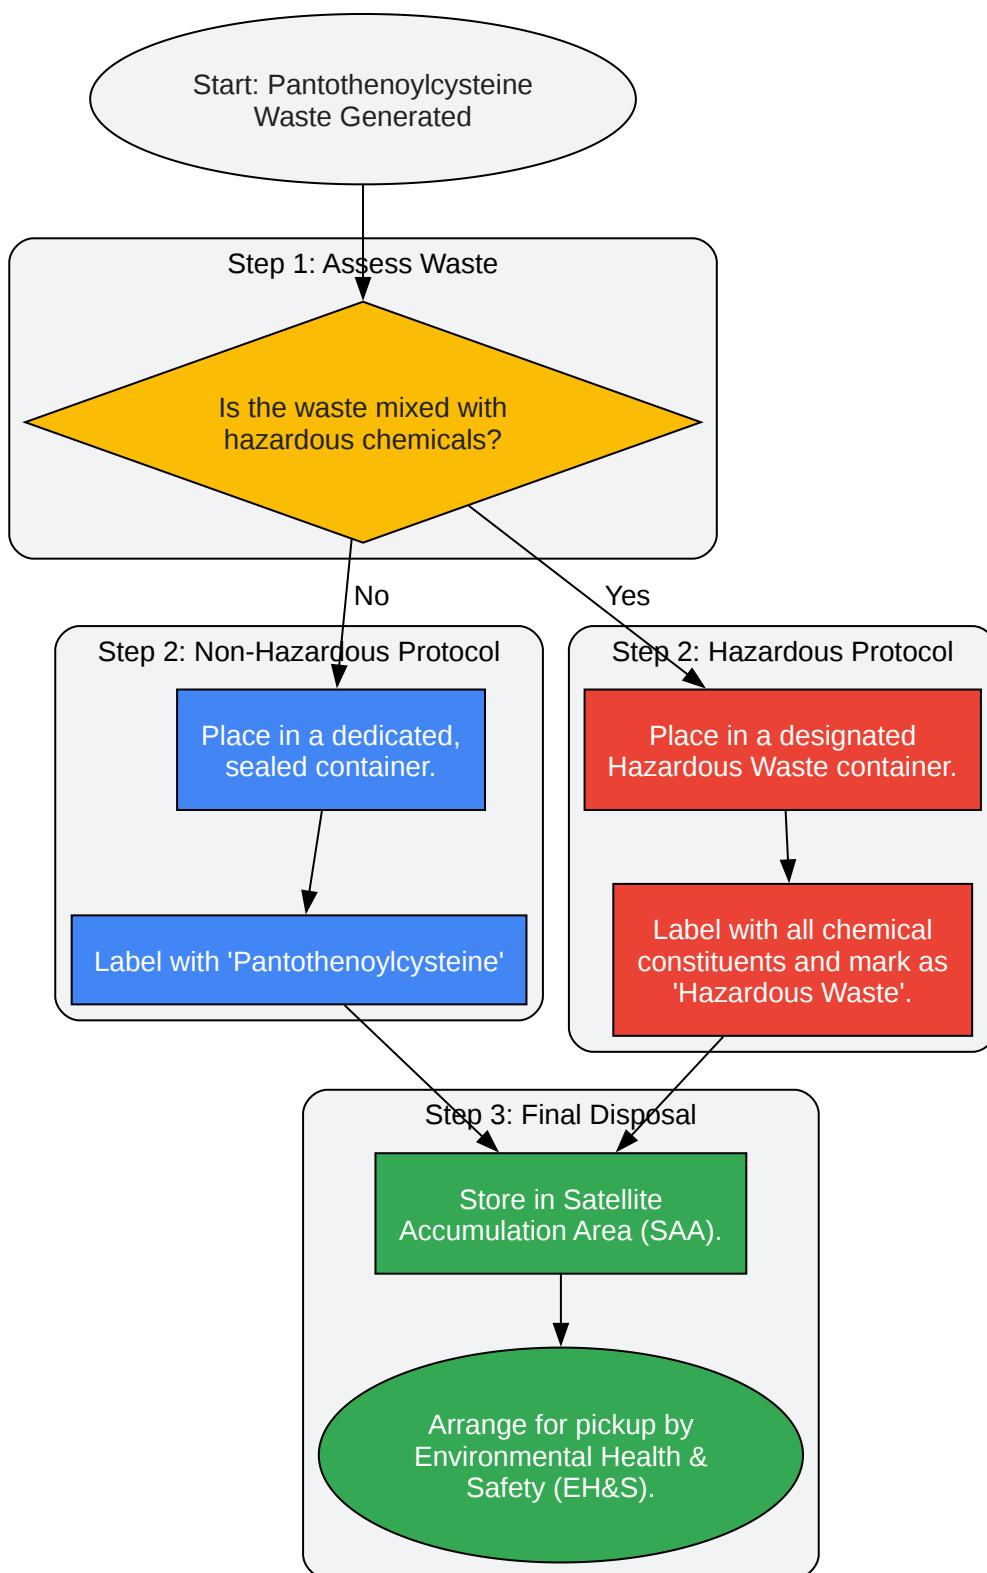 Start: Pantothenoylcysteine
Waste Generated
Step 1: Assess Waste
Is the waste mixed with
hazardous chemicals?
No
Yes
Step 2: Non-Hazardous Protocol
Place in a dedicated,
sealed container.
Label with 'Pantothenoylcysteine'
Step 2: Hazardous Protocol
Place in a designated
Hazardous Waste container.
Label with all chemical
constituents and mark as
'Hazardous Waste'.
Step 3: Final Disposal
Store in Satellite
Accumulation Area (SAA).
Arrange for pickup by
Environmental Health &
Safety (EH&S).